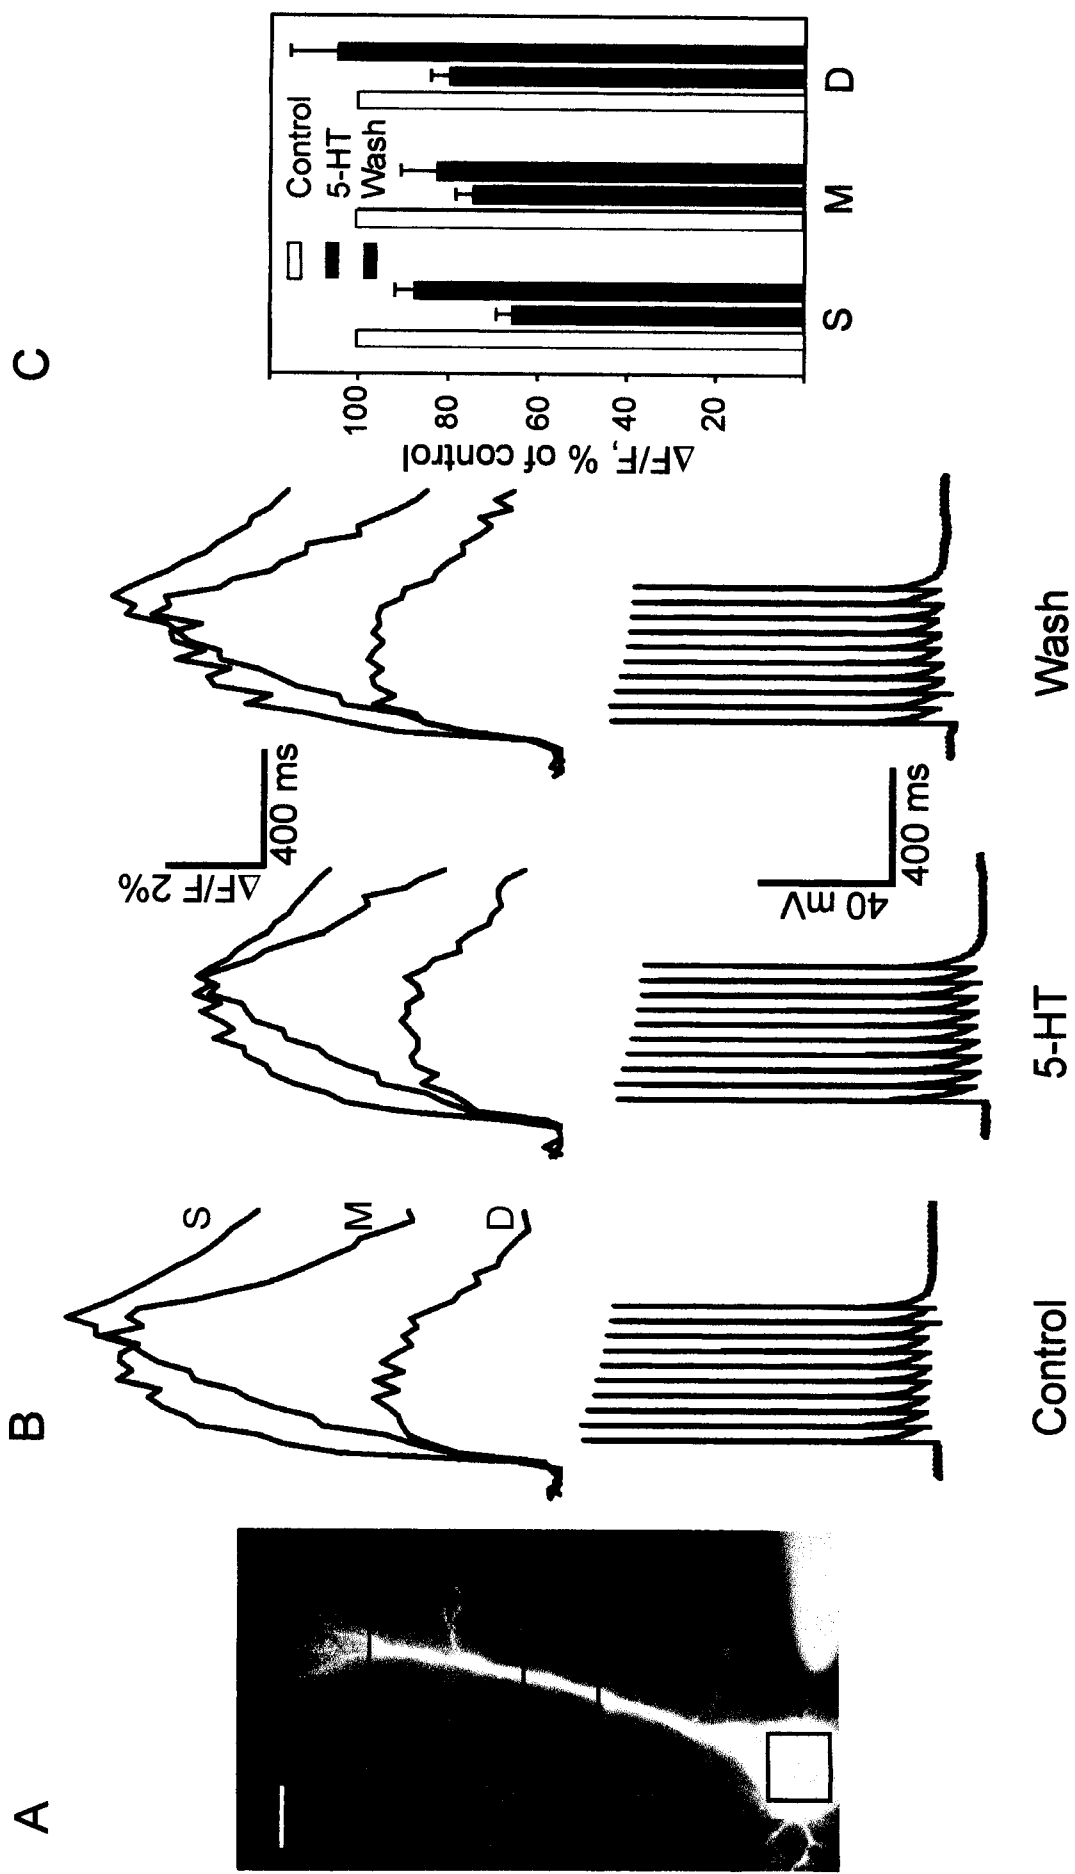 A
B
S
M
D
ΔF/F 2%
400 ms
40 mV
400 ms
Control
5-HT
Wash
C
ΔF/F, % of control
100
80
60
40
20
Control
5-HT
Wash
S
M
D